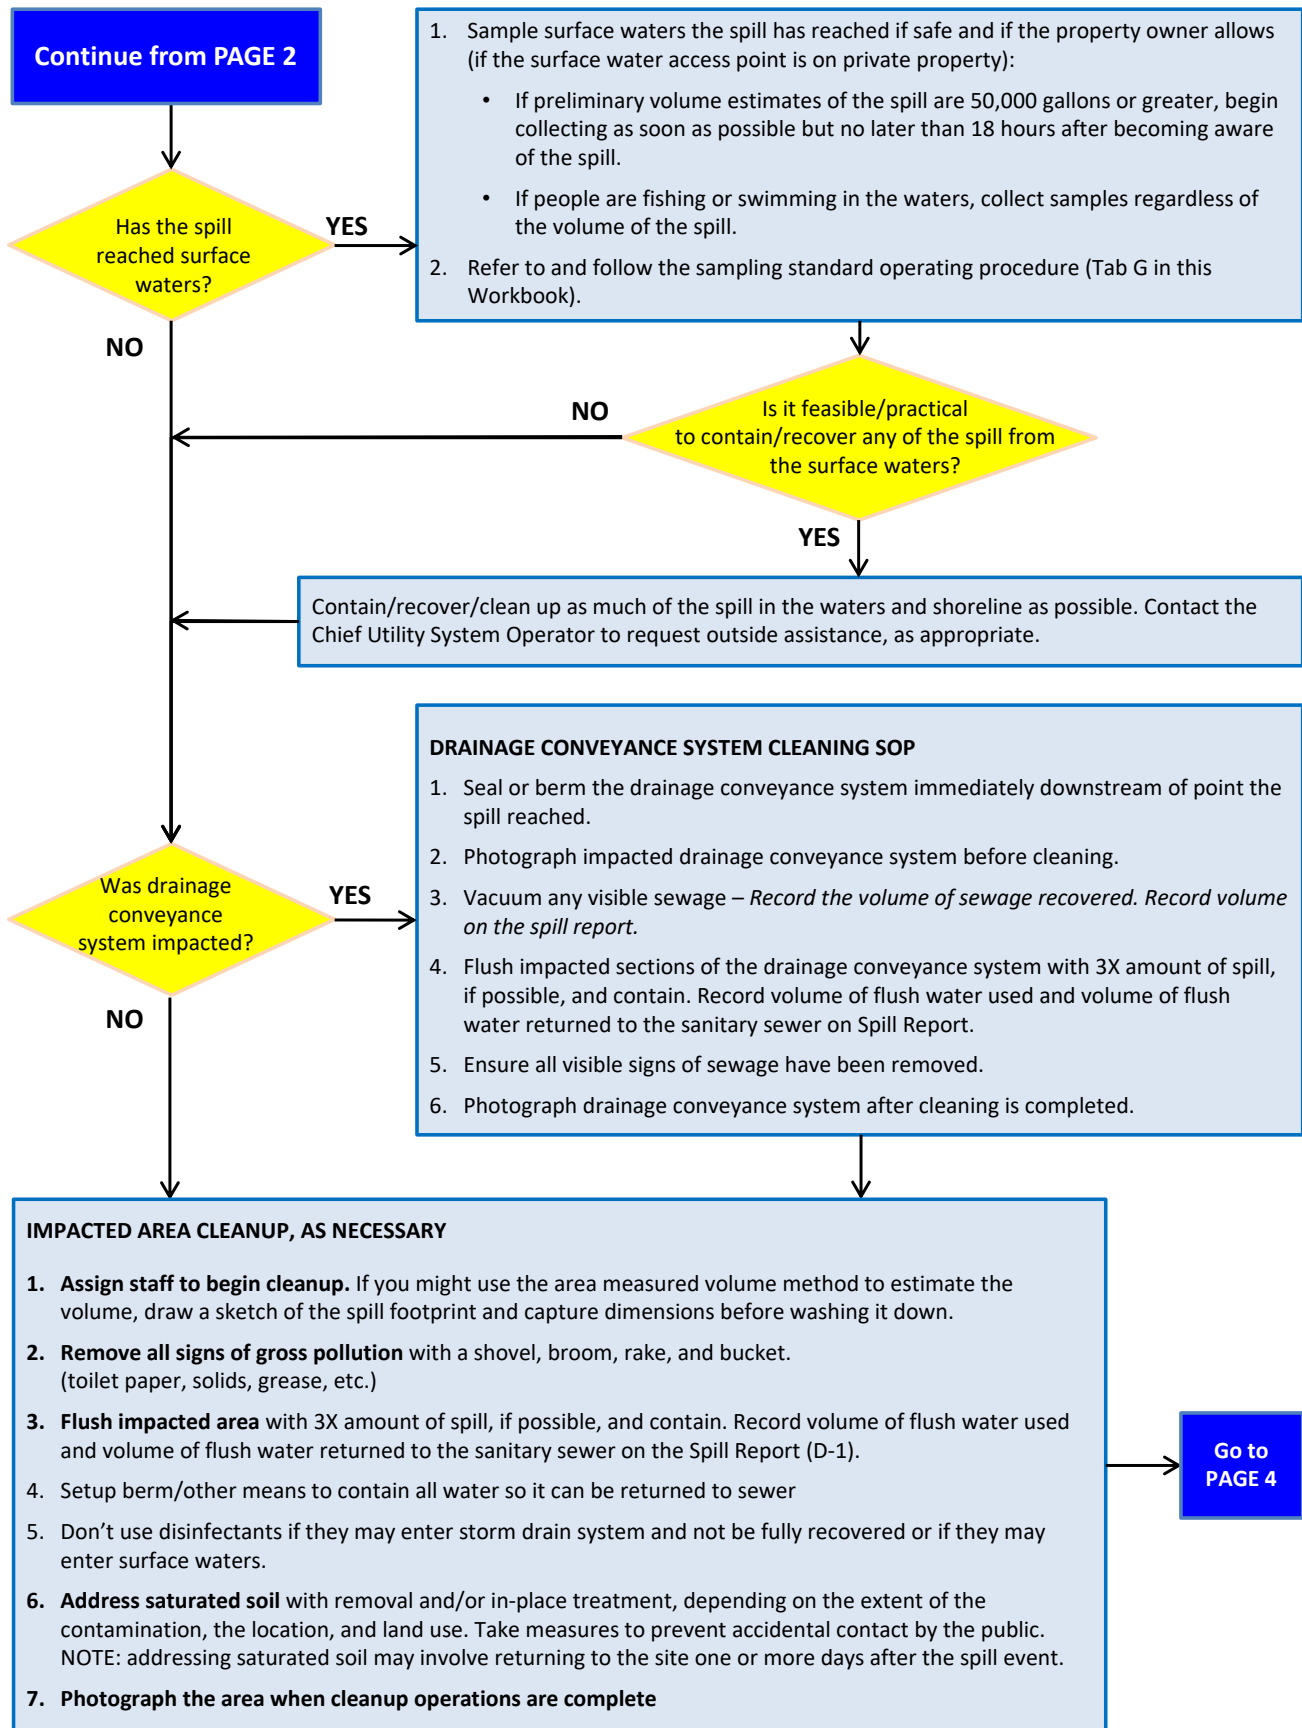 Continue from PAGE 2
1. Sample surface waters the spill has reached if safe and if the property owner allows
(if the surface water access point is on private property):
• If preliminary volume estimates of the spill are 50,000 gallons or greater, begin
collecting as soon as possible but no later than 18 hours after becoming aware
of the spill.
• If people are fishing or swimming in the waters, collect samples regardless of
the volume of the spill.
2. Refer to and follow the sampling standard operating procedure (Tab G in this
Workbook).
Has the spill
reached surface
waters?
YES
NO
Is it feasible/practical
to contain/recover any of the spill from
the surface waters?
NO
YES
Contain/recover/clean up as much of the spill in the waters and shoreline as possible. Contact the
Chief Utility System Operator to request outside assistance, as appropriate.
Was drainage
conveyance
system impacted?
YES
NO
DRAINAGE CONVEYANCE SYSTEM CLEANING SOP
1. Seal or berm the drainage conveyance system immediately downstream of point the
spill reached.
2. Photograph impacted drainage conveyance system before cleaning.
3. Vacuum any visible sewage – Record the volume of sewage recovered. Record volume
on the spill report.
4. Flush impacted sections of the drainage conveyance system with 3X amount of spill,
if possible, and contain. Record volume of flush water used and volume of flush
water returned to the sanitary sewer on Spill Report.
5. Ensure all visible signs of sewage have been removed.
6. Photograph drainage conveyance system after cleaning is completed.
IMPACTED AREA CLEANUP, AS NECESSARY
1. Assign staff to begin cleanup. If you might use the area measured volume method to estimate the
volume, draw a sketch of the spill footprint and capture dimensions before washing it down.
2. Remove all signs of gross pollution with a shovel, broom, rake, and bucket.
(toilet paper, solids, grease, etc.)
3. Flush impacted area with 3X amount of spill, if possible, and contain. Record volume of flush water used
and volume of flush water returned to the sanitary sewer on the Spill Report (D-1).
4. Setup berm/other means to contain all water so it can be returned to sewer
5. Don’t use disinfectants if they may enter storm drain system and not be fully recovered or if they may
enter surface waters.
6. Address saturated soil with removal and/or in-place treatment, depending on the extent of the
contamination, the location, and land use. Take measures to prevent accidental contact by the public.
NOTE: addressing saturated soil may involve returning to the site one or more days after the spill event.
7. Photograph the area when cleanup operations are complete
Go to
PAGE 4